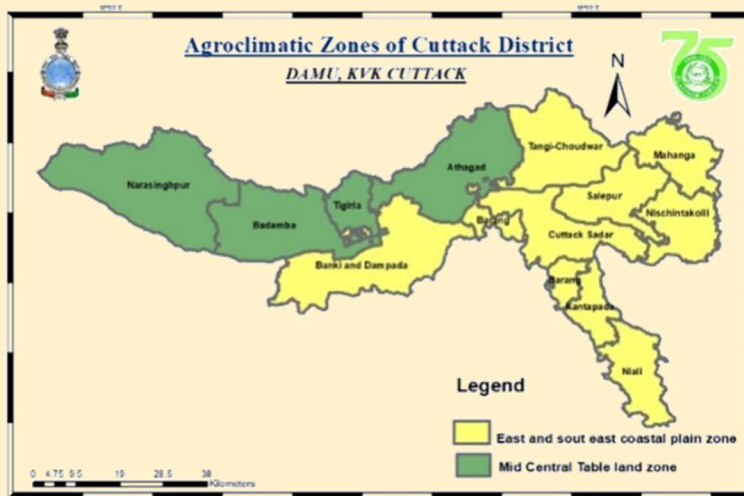 Agroclimatic Zones of Cuttack District
DAMU, KVK CUTTACK
N
75
Tangi-Choudwar
Mahanga
Athagad
Narasinghpur
Salepur
Tigiria
Nischintakoili
Badamba
Barang
Cuttack Sadar
Banki and Dampada
Barang
Kantapada
Niali
Legend
East and sout east coastal plain zone
Mid Central Table land zone
0 4.75 9.5 19 28.5 38
Kilometers